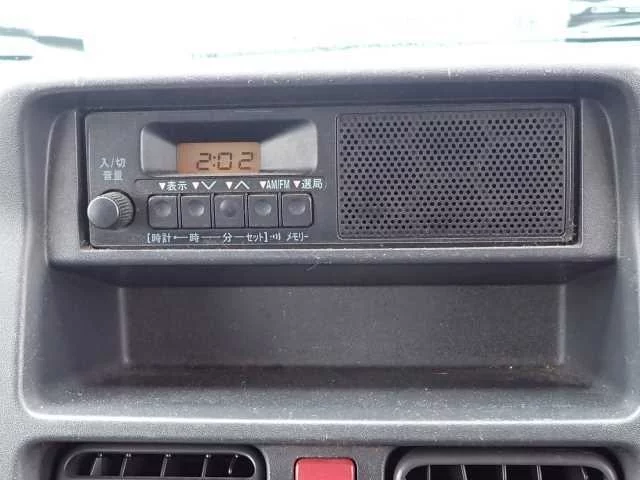 2:02
入/切
音量
▼表示 ▼∨ ▼∧ ▼AM/FM ▼選局
[時計 ← 時 ─ 分 ─ セット] メモリー